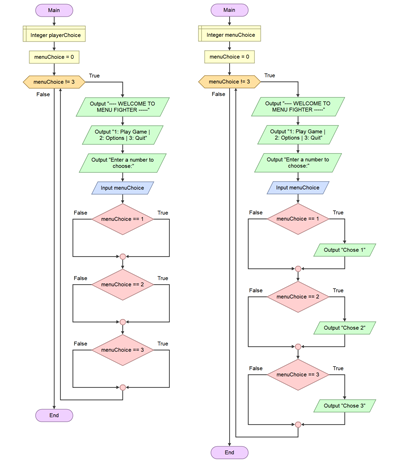 Main
Integer playerChoice
menuChoice = 0
menuChoice != 3
True
False
Output "---- WELCOME TO
MENU FIGHTER -----"
Output "1: Play Game |
2: Options | 3: Quit"
Output "Enter a number to
choose:"
Input menuChoice
False
menuChoice == 1
True
False
menuChoice == 2
True
False
menuChoice == 3
True
End
Main
Integer menuChoice
menuChoice = 0
menuChoice != 3
True
False
Output "---- WELCOME TO
MENU FIGHTER -----"
Output "1: Play Game |
2: Options | 3: Quit"
Output "Enter a number to
choose:"
Input menuChoice
False
menuChoice == 1
True
Output "Chose 1"
False
menuChoice == 2
True
Output "Chose 2"
False
menuChoice == 3
True
Output "Chose 3"
End